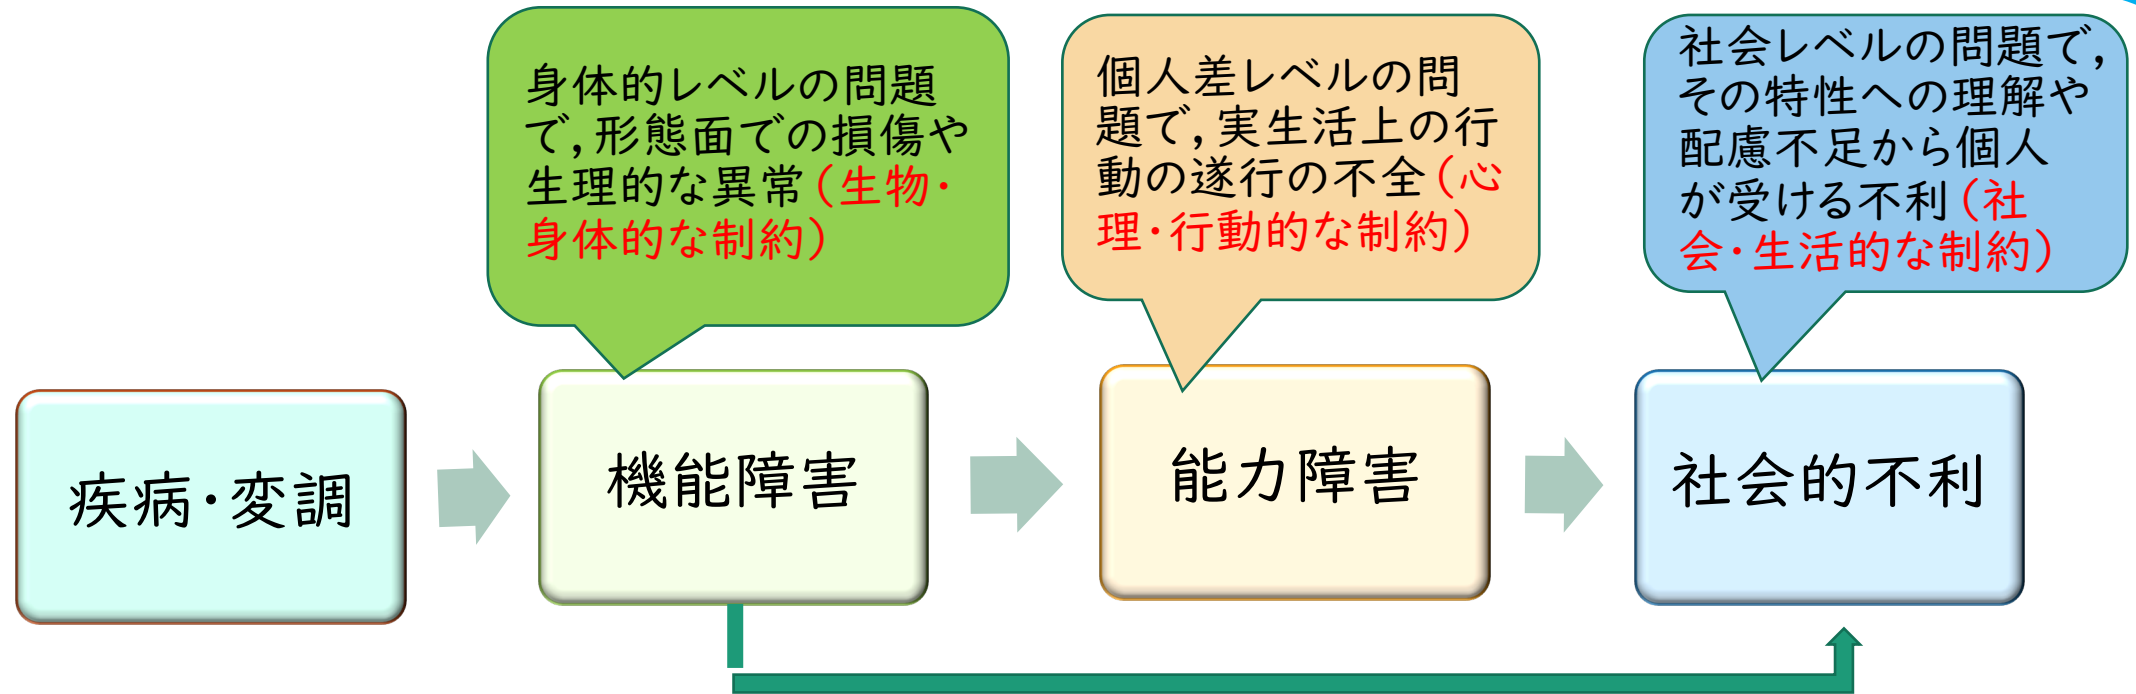 身体的レベルの問題
で，形態面での損傷や
生理的な異常（生物・
身体的な制約）
個人差レベルの問
題で，実生活上の行
動の遂行の不全（心
理・行動的な制約）
社会レベルの問題で，
その特性への理解や
配慮不足から個人
が受ける不利（社
会・生活的な制約）
疾病・変調
機能障害
能力障害
社会的不利